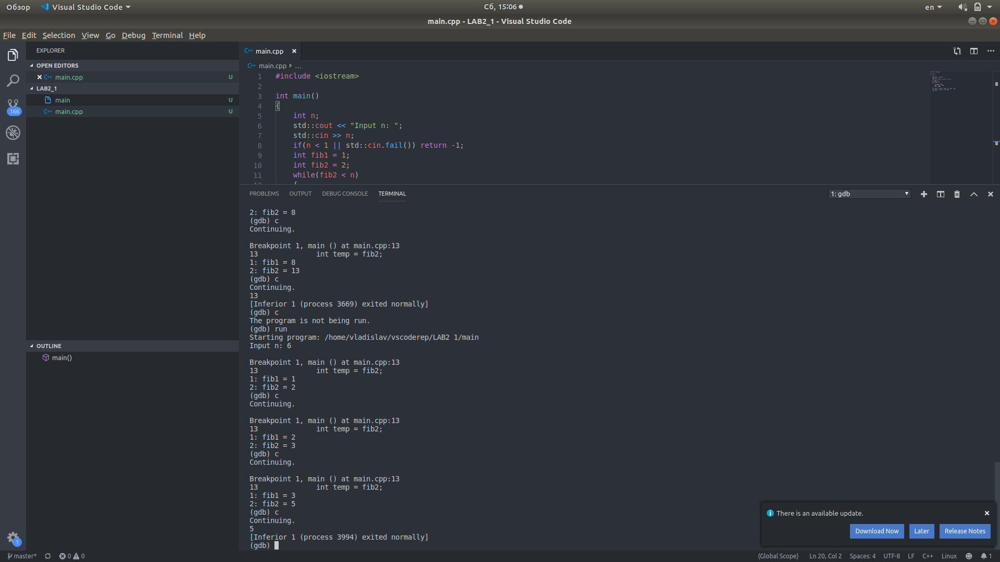 Обзор
Visual Studio Code
Сб, 15:06
en
main.cpp - LAB2_1 - Visual Studio Code
File Edit Selection View Go Debug Terminal Help
EXPLORER
OPEN EDITORS
main.cpp U
LAB2_1
main U
main.cpp U
166
OUTLINE
main()
1
main.cpp
main.cpp ...
1 #include <iostream>
2
3 int main()
4 {
5 int n;
6 std::cout << "Input n: ";
7 std::cin >> n;
8 if(n < 1 || std::cin.fail()) return -1;
9 int fib1 = 1;
10 int fib2 = 2;
11 while(fib2 < n)
12 {
PROBLEMS OUTPUT DEBUG CONSOLE TERMINAL
1: gdb
2: fib2 = 8
(gdb) c
Continuing.
Breakpoint 1, main () at main.cpp:13
13 int temp = fib2;
1: fib1 = 8
2: fib2 = 13
(gdb) c
Continuing.
13
[Inferior 1 (process 3669) exited normally]
(gdb) c
The program is not being run.
(gdb) run
Starting program: /home/vladislav/vscoderep/LAB2 1/main
Input n: 6
Breakpoint 1, main () at main.cpp:13
13 int temp = fib2;
1: fib1 = 1
2: fib2 = 2
(gdb) c
Continuing.
Breakpoint 1, main () at main.cpp:13
13 int temp = fib2;
1: fib1 = 2
2: fib2 = 3
(gdb) c
Continuing.
Breakpoint 1, main () at main.cpp:13
13 int temp = fib2;
1: fib1 = 3
2: fib2 = 5
(gdb) c
Continuing.
5
[Inferior 1 (process 3994) exited normally]
(gdb)
There is an available update.
Download Now Later Release Notes
master* 0 0 (Global Scope) Ln 20, Col 2 Spaces: 4 UTF-8 LF C++ Linux 1